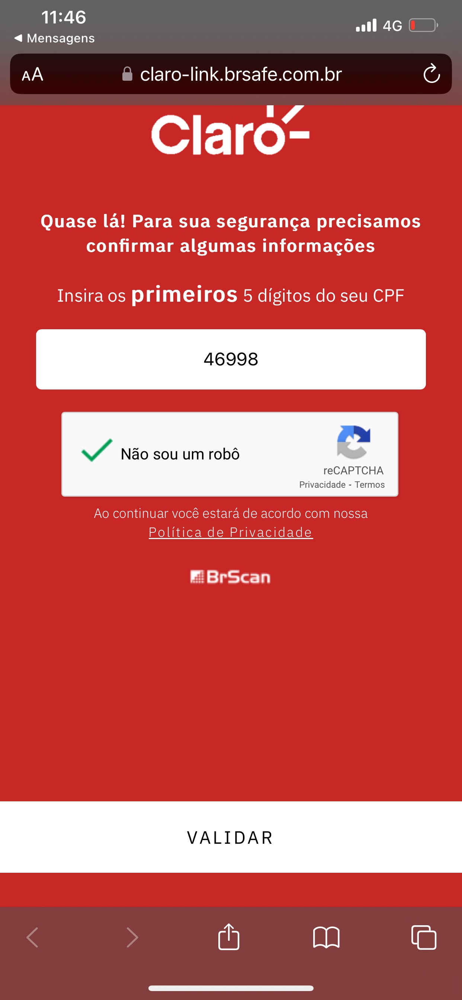 11:46
4G
Mensagens
AA
claro-link.brsafe.com.br
Claro
Quase lá! Para sua segurança precisamos
confirmar algumas informações
Insira os primeiros 5 dígitos do seu CPF
46998
Não sou um robô
reCAPTCHA
Privacidade - Termos
Ao continuar você estará de acordo com nossa
Política de Privacidade
BrScan
VALIDAR